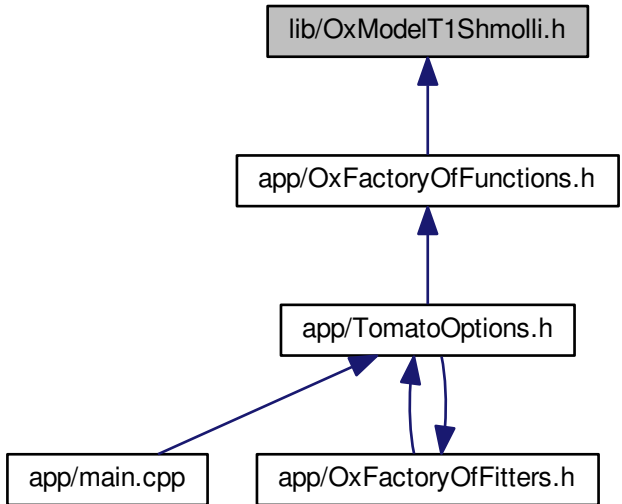 lib/OxModelT1Shmolli.h
app/OxFactoryOfFunctions.h
app/TomatoOptions.h
app/main.cpp
app/OxFactoryOfFitters.h